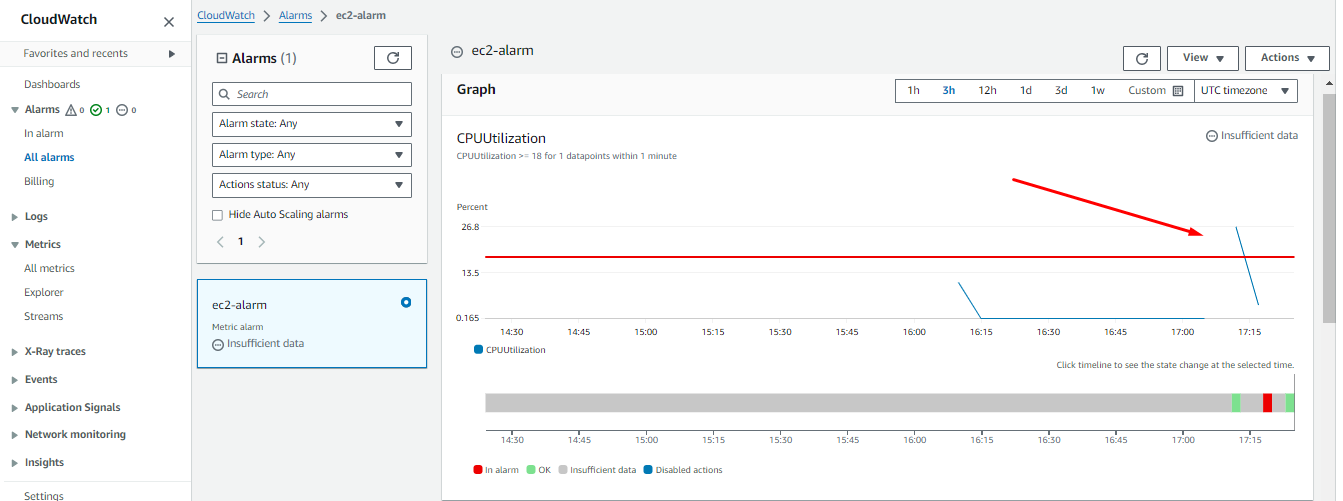 CloudWatch
Favorites and recents
Dashboards
Alarms 0 1 0
In alarm
All alarms
Billing
Logs
Metrics
All metrics
Explorer
Streams
X-Ray traces
Events
Application Signals
Network monitoring
Insights
Settings
CloudWatch > Alarms > ec2-alarm
Alarms (1)
Search
Alarm state: Any
Alarm type: Any
Actions status: Any
Hide Auto Scaling alarms
1
ec2-alarm
Metric alarm
Insufficient data
ec2-alarm
View
Actions
Graph
1h 3h 12h 1d 3d 1w Custom UTC timezone
CPUUtilization
Insufficient data
CPUUtilization >= 18 for 1 datapoints within 1 minute
Percent
26.8
13.5
0.165
14:30 14:45 15:00 15:15 15:30 15:45 16:00 16:15 16:30 16:45 17:00 17:15
CPUUtilization
Click timeline to see the state change at the selected time.
14:30 14:45 15:00 15:15 15:30 15:45 16:00 16:15 16:30 16:45 17:00 17:15
In alarm OK Insufficient data Disabled actions